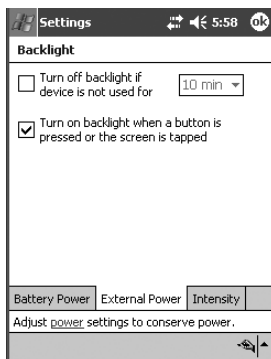 Settings 5:58 ok
Backlight
Turn off backlight if
device is not used for 10 min
Turn on backlight when a button is
pressed or the screen is tapped
Battery Power External Power Intensity
Adjust power settings to conserve power.